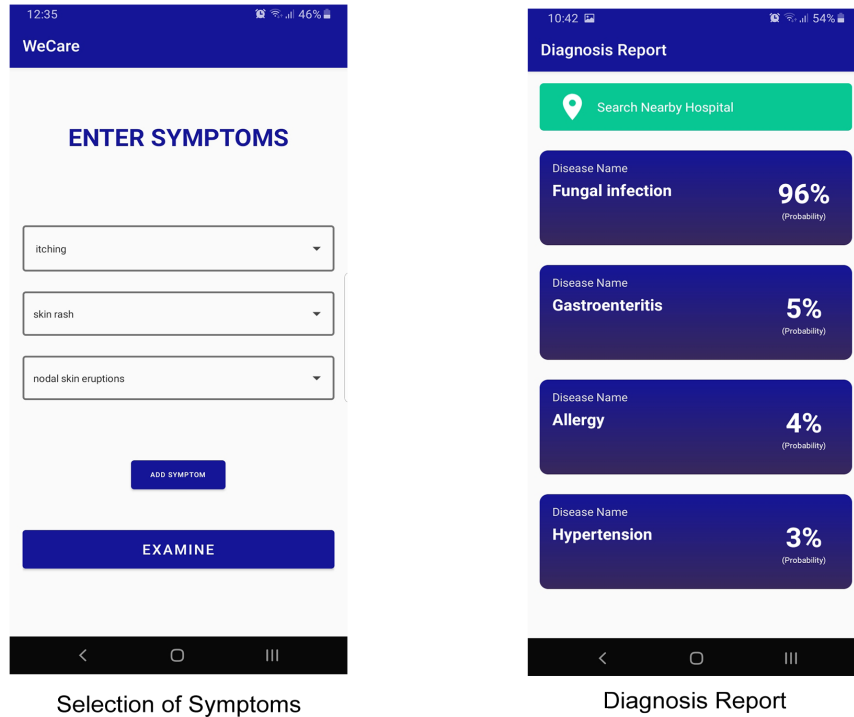 12:35
46%
WeCare
ENTER SYMPTOMS
itching
skin rash
nodal skin eruptions
ADD SYMPTOM
EXAMINE
Selection of Symptoms
10:42
54%
Diagnosis Report
Search Nearby Hospital
Disease Name
Fungal infection
96%
(Probability)
Disease Name
Gastroenteritis
5%
(Probability)
Disease Name
Allergy
4%
(Probability)
Disease Name
Hypertension
3%
(Probability)
Diagnosis Report